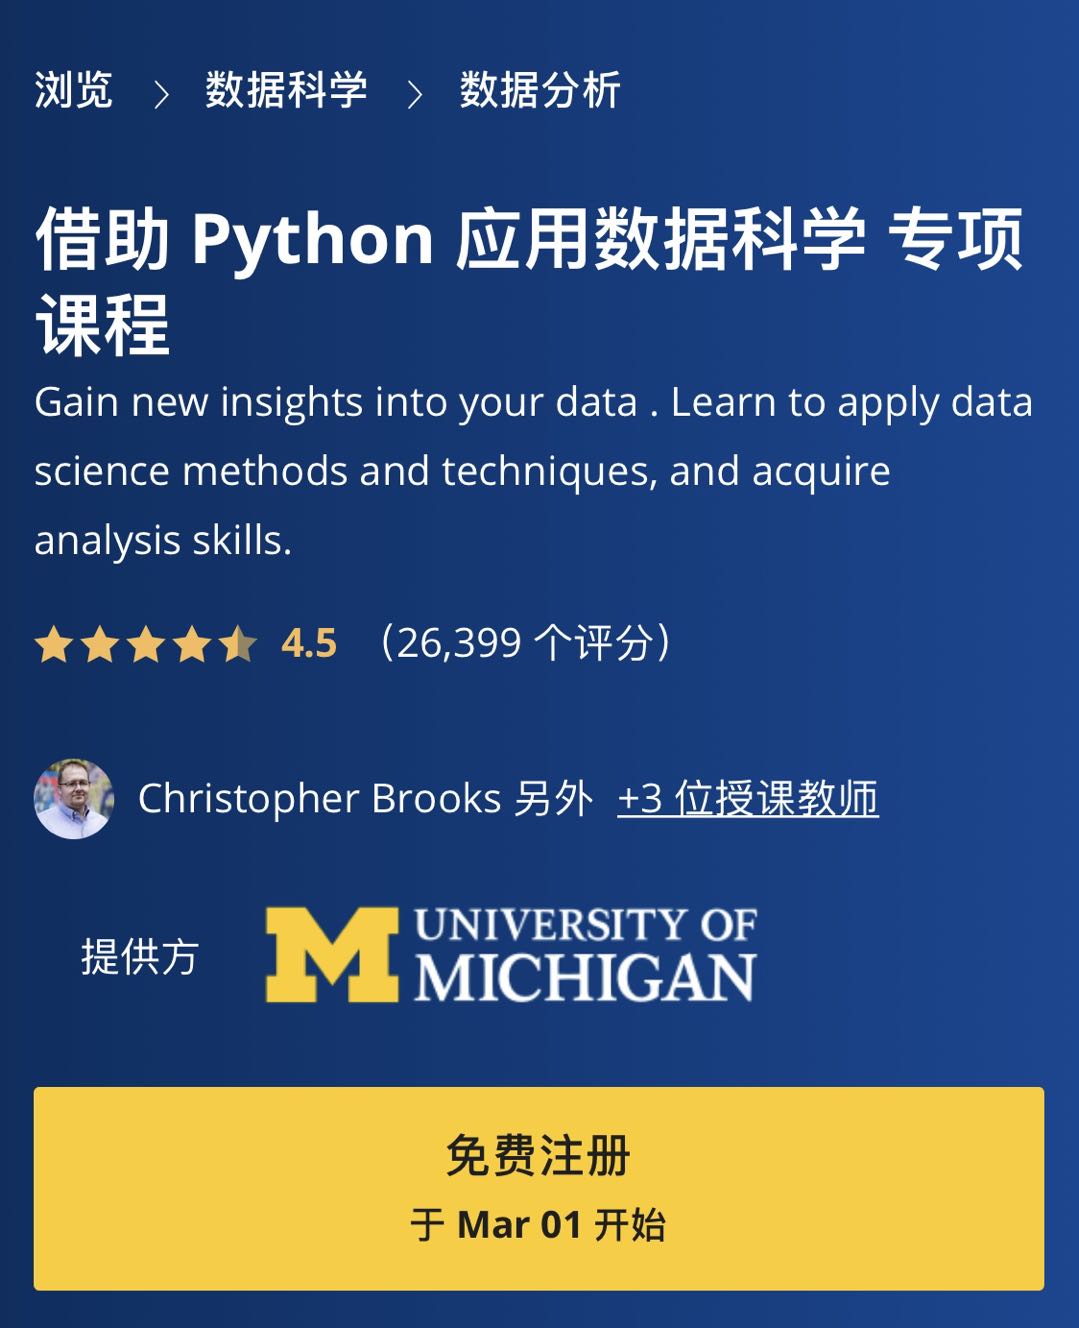 浏览 > 数据科学 > 数据分析
借助 Python 应用数据科学 专项
课程
Gain new insights into your data . Learn to apply data
science methods and techniques, and acquire
analysis skills.
4.5 （26,399 个评分）
Christopher Brooks 另外 +3 位授课教师
提供方 M UNIVERSITY OF
MICHIGAN
免费注册
于 Mar 01 开始